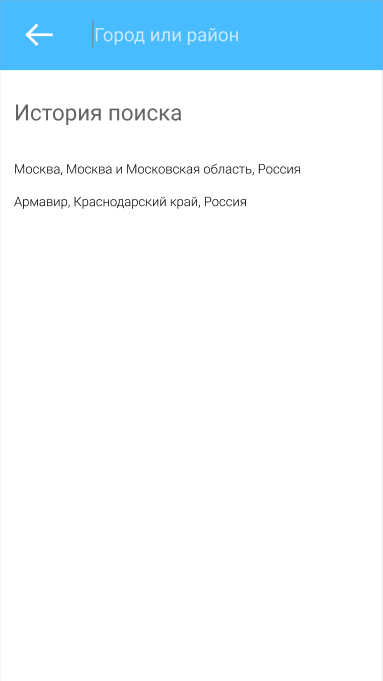 Город или район
История поиска
Москва, Москва и Московская область, Россия
Армавир, Краснодарский край, Россия